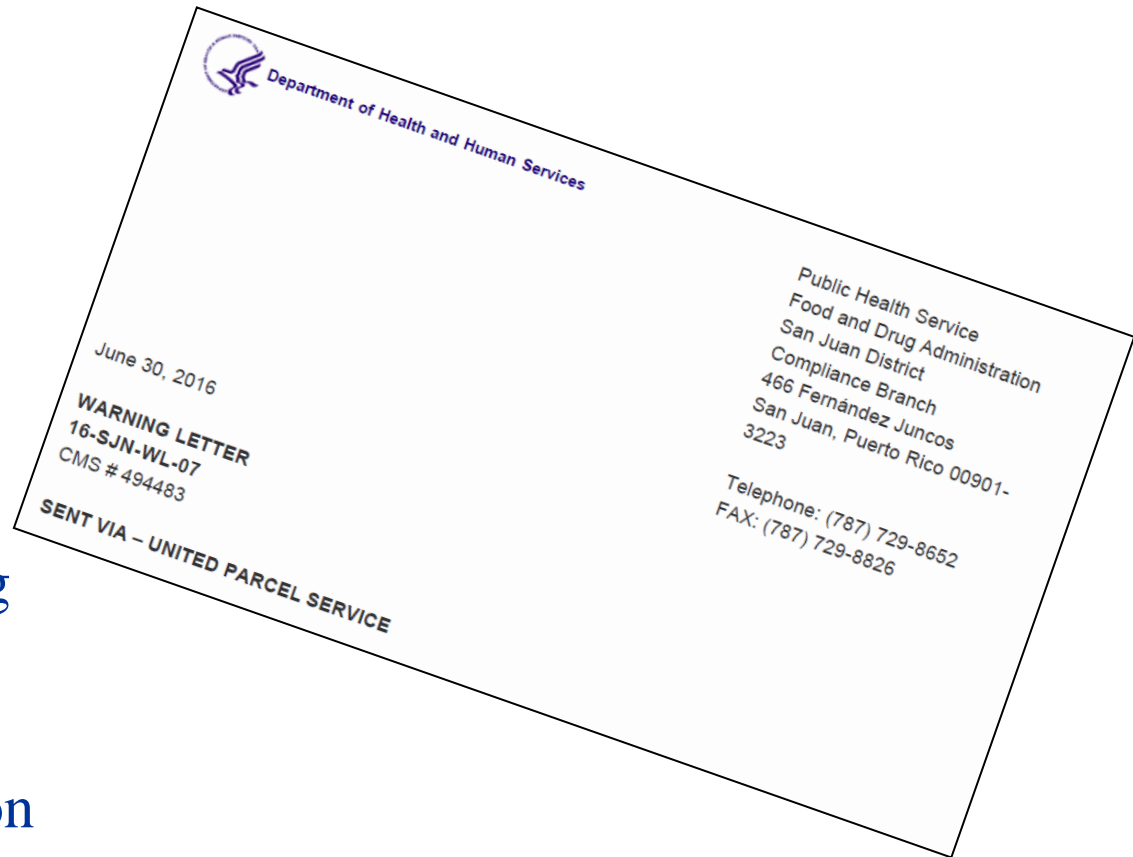 Department of Health and Human Services
Public Health Service
Food and Drug Administration
San Juan District
Compliance Branch
466 Fernández Juncos
San Juan, Puerto Rico 00901-
3223
Telephone: (787) 729-8652
FAX: (787) 729-8826
June 30, 2016
WARNING LETTER
16-SJN-WL-07
CMS # 494483
SENT VIA – UNITED PARCEL SERVICE